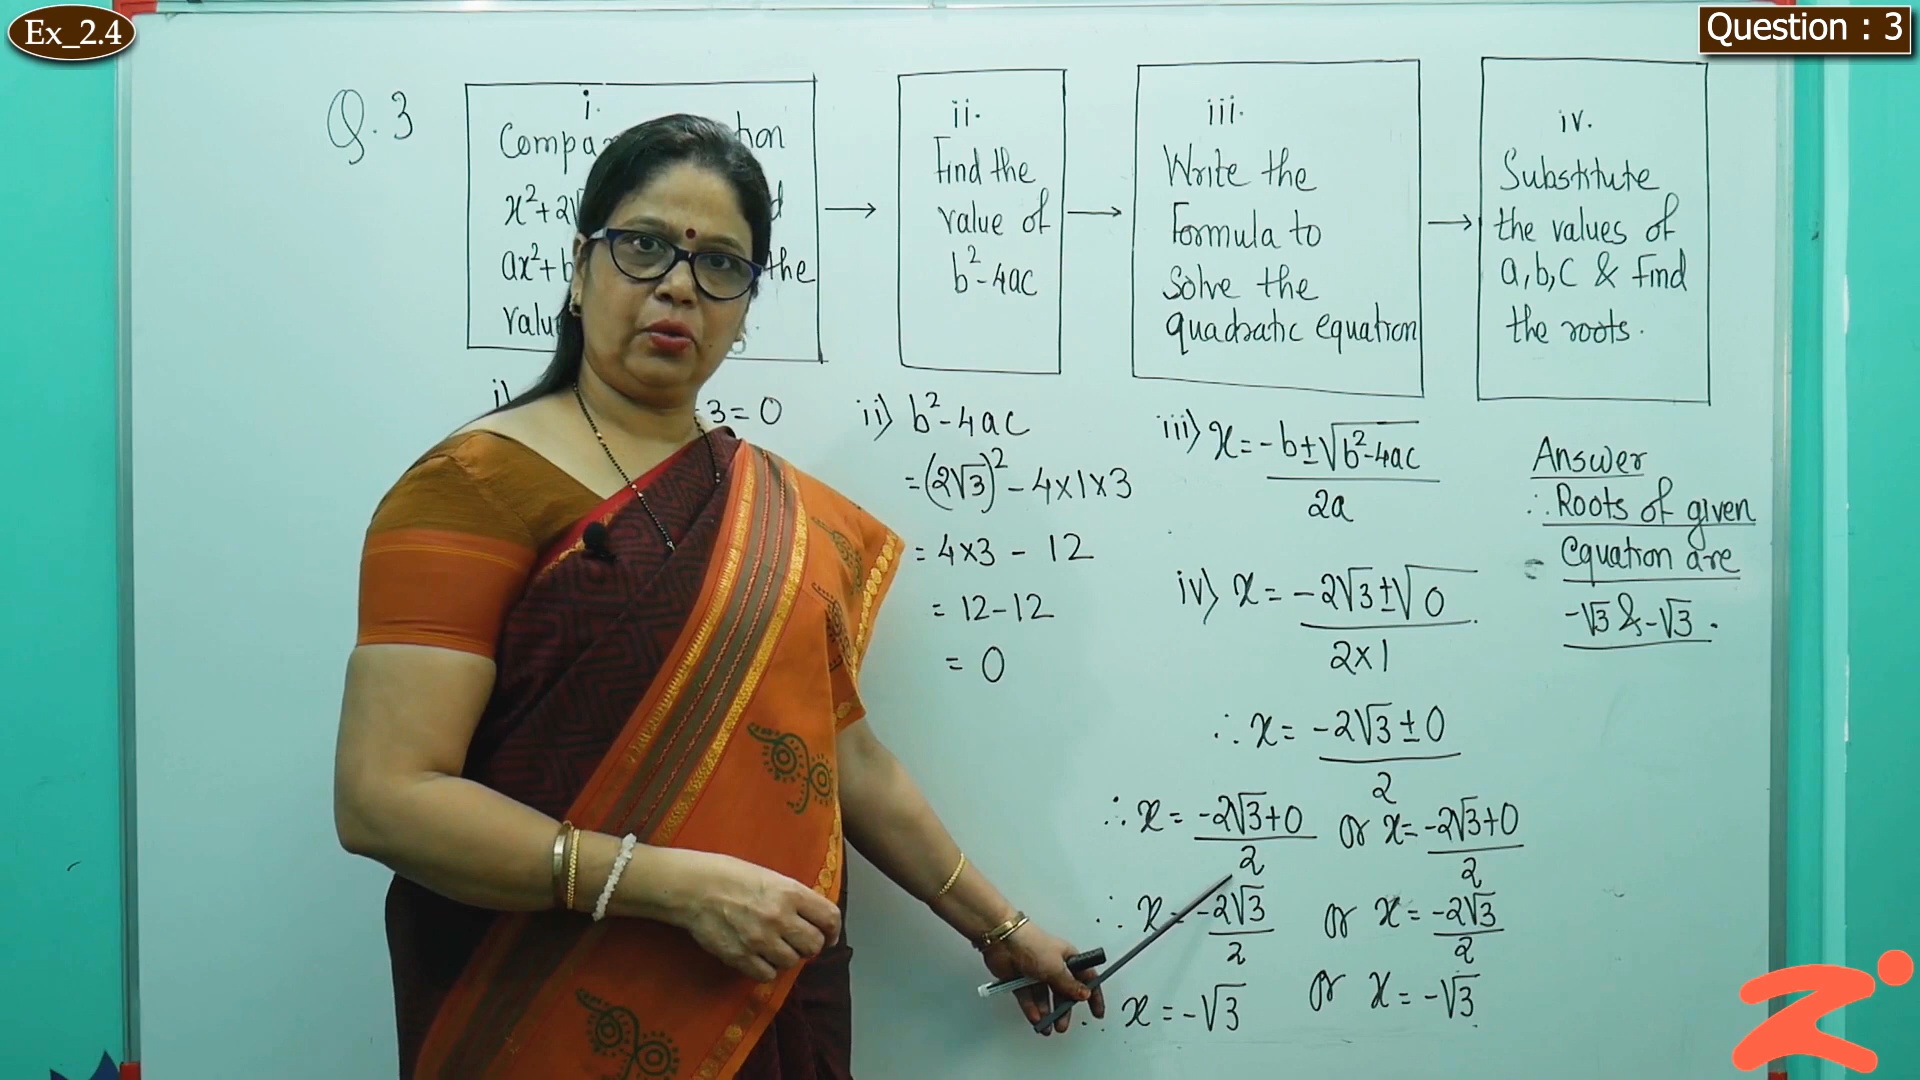 Ex_2.4
Question : 3
Q. 3
i.
x²+2
ax²+b
the
ii.
Find the
value of
b²-4ac
iii.
Write the
Formula to
Solve the
quadratic equation
iv.
Substitute
the values of
a,b,c & find
the roots.
i)
3=0
ii) b²-4ac
=(2√3)²-4×1×3
= 4×3 - 12
= 12-12
= 0
iii) x= -b±√b²-4ac
2a
iv) x= -2√3±√0
2×1
∴ x= -2√3±0
2
∴ x= -2√3+0 or x= -2√3+0
2 2
∴ x= -2√3 or x= -2√3
2 2
∴ x=-√3 or x=-√3
Answer
∴ Roots of given
equation are
-√3 & -√3.